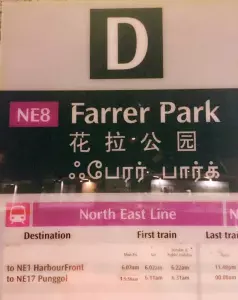 D
NE8 Farrer Park
花拉公园
ஃபேரர் பார்க்
North East Line
Destination First train Last trai
to NE1 HarbourFront
to NE17 Punggol